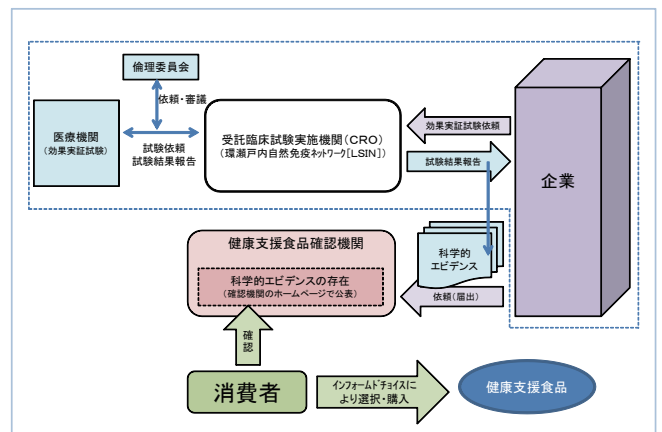 倫理委員会
依頼・審議
医療機関
(効果実証試験)
試験依頼
試験結果報告
受託臨床試験実施機関(CRO)
(環瀬戸内自然免疫ﾈｯﾄﾜｰｸ[LSIN])
効果実証試験依頼
試験結果報告
企業
健康支援食品確認機関
科学的エビデンスの存在
(確認機関のホームページで公表)
科学的
エビデンス
依頼(届出)
確
認
消費者
インフォームドチョイスに
より選択・購入
健康支援食品